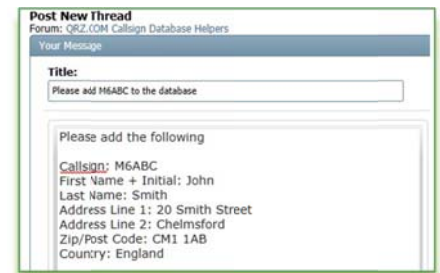 Post New Thread
Forum: QRZ.COM Callsign Database Helpers
Your Message
Title:
Please add M6ABC to the database
Please add the following
Callsign: M6ABC
First Name + Initial: John
Last Name: Smith
Address Line 1: 20 Smith Street
Address Line 2: Chelmsford
Zip/Post Code: CM1 1AB
Country: England